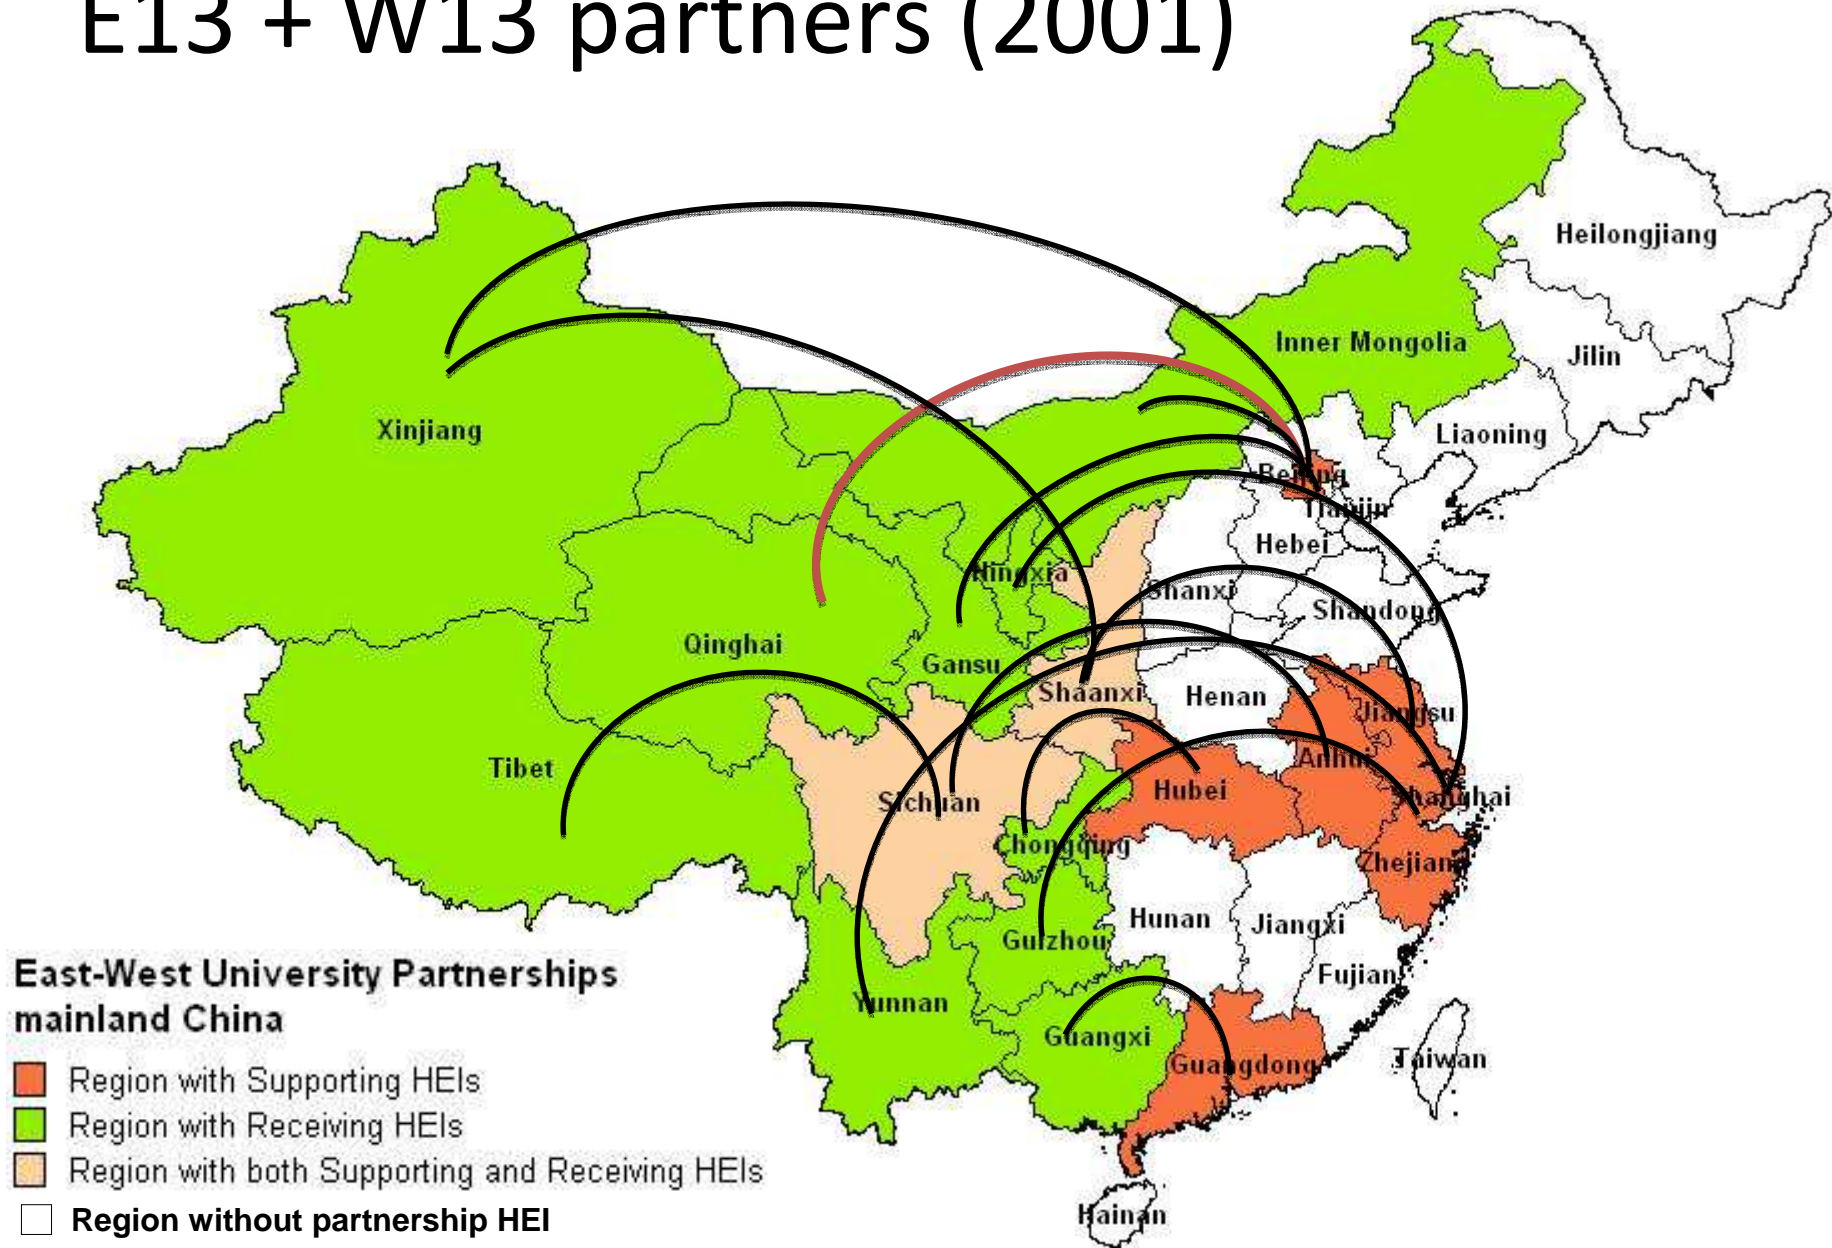 E13 + W13 partners (2001)
Heilongjiang
Inner Mongolia
Jilin
Xinjiang
Liaoning
Beijing
Tianjin
Hebei
Ningxia
Shanxi
Shandong
Qinghai
Gansu
Shaanxi
Henan
Jiangsu
Tibet
Anhui
Hubei
Sichuan
Shanghai
Chongqing
Zhejiang
Hunan
Jiangxi
Guizhou
Fujian
East-West University Partnerships
mainland China
Yunnan
Guangxi
Guangdong
Taiwan
Region with Supporting HEIs
Region with Receiving HEIs
Region with both Supporting and Receiving HEIs
Region without partnership HEI
Hainan